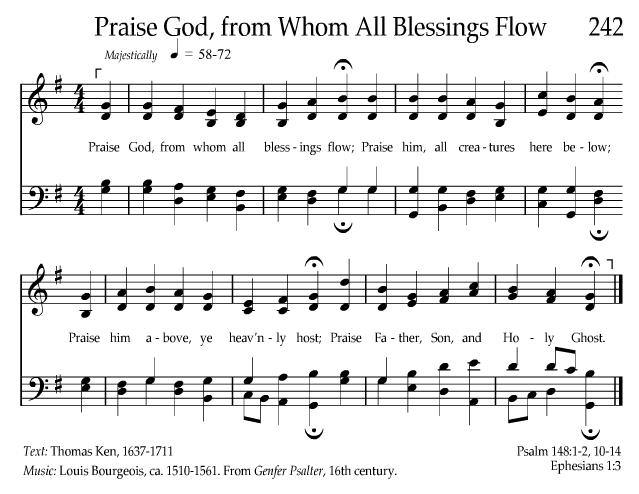 Praise God, from Whom All Blessings Flow 242
Majestically ♩ = 58-72
Praise God, from whom all bless - ings flow; Praise him, all crea - tures here be - low;
Praise him a - bove, ye heav'n - ly host; Praise Fa - ther, Son, and Ho - ly Ghost.
Text: Thomas Ken, 1637-1711
Music: Louis Bourgeois, ca. 1510-1561. From Genfer Psalter, 16th century.
Psalm 148:1-2, 10-14
Ephesians 1:3